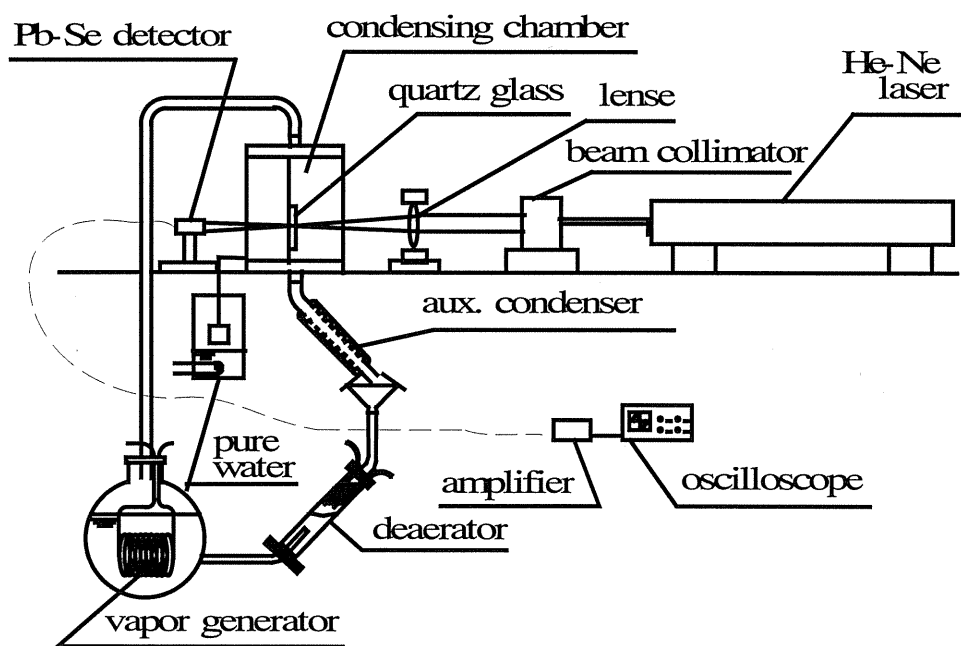 Pb-Se detector
condensing chamber
quartz glass
lense
He-Ne
laser
beam collimator
aux. condenser
pure
water
amplifier
oscilloscope
deaerator
vapor generator